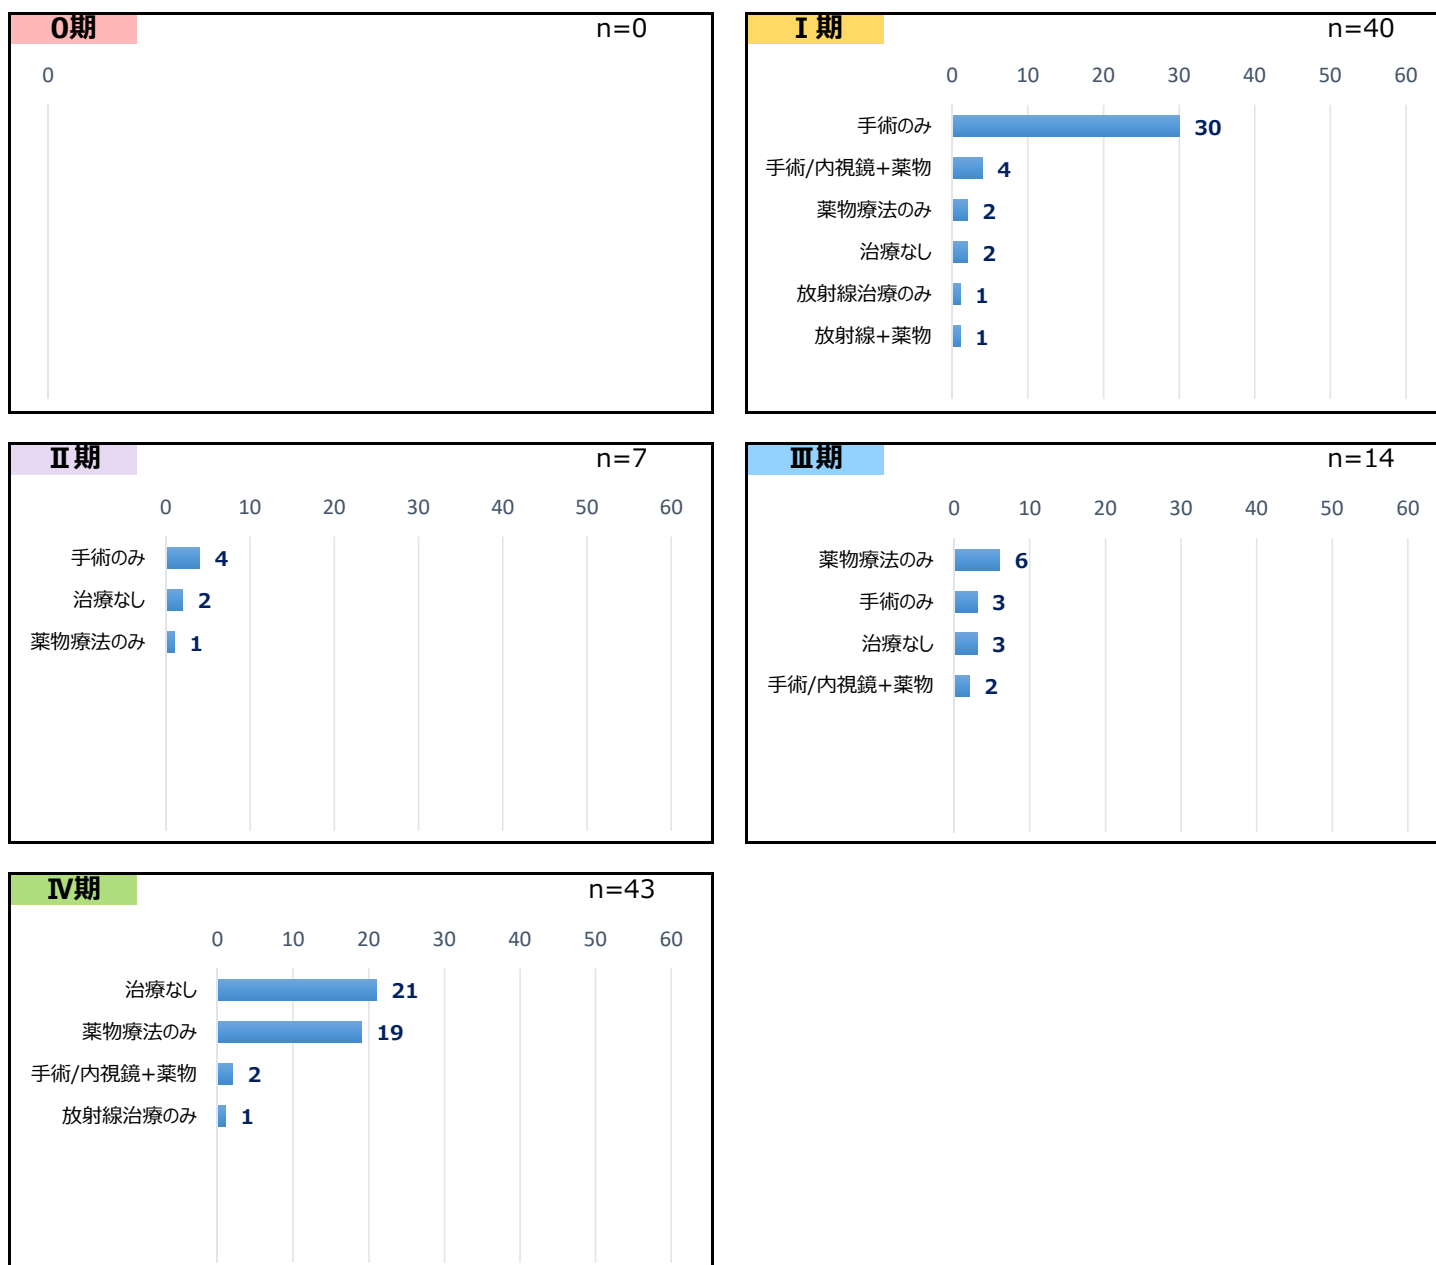 0期 n=0
0
Ⅰ期 n=40
0 10 20 30 40 50 60
手術のみ 30
手術/内視鏡+薬物 4
薬物療法のみ 2
治療なし 2
放射線治療のみ 1
放射線+薬物 1
Ⅱ期 n=7
0 10 20 30 40 50 60
手術のみ 4
治療なし 2
薬物療法のみ 1
Ⅲ期 n=14
0 10 20 30 40 50 60
薬物療法のみ 6
手術のみ 3
治療なし 3
手術/内視鏡+薬物 2
Ⅳ期 n=43
0 10 20 30 40 50 60
治療なし 21
薬物療法のみ 19
手術/内視鏡+薬物 2
放射線治療のみ 1